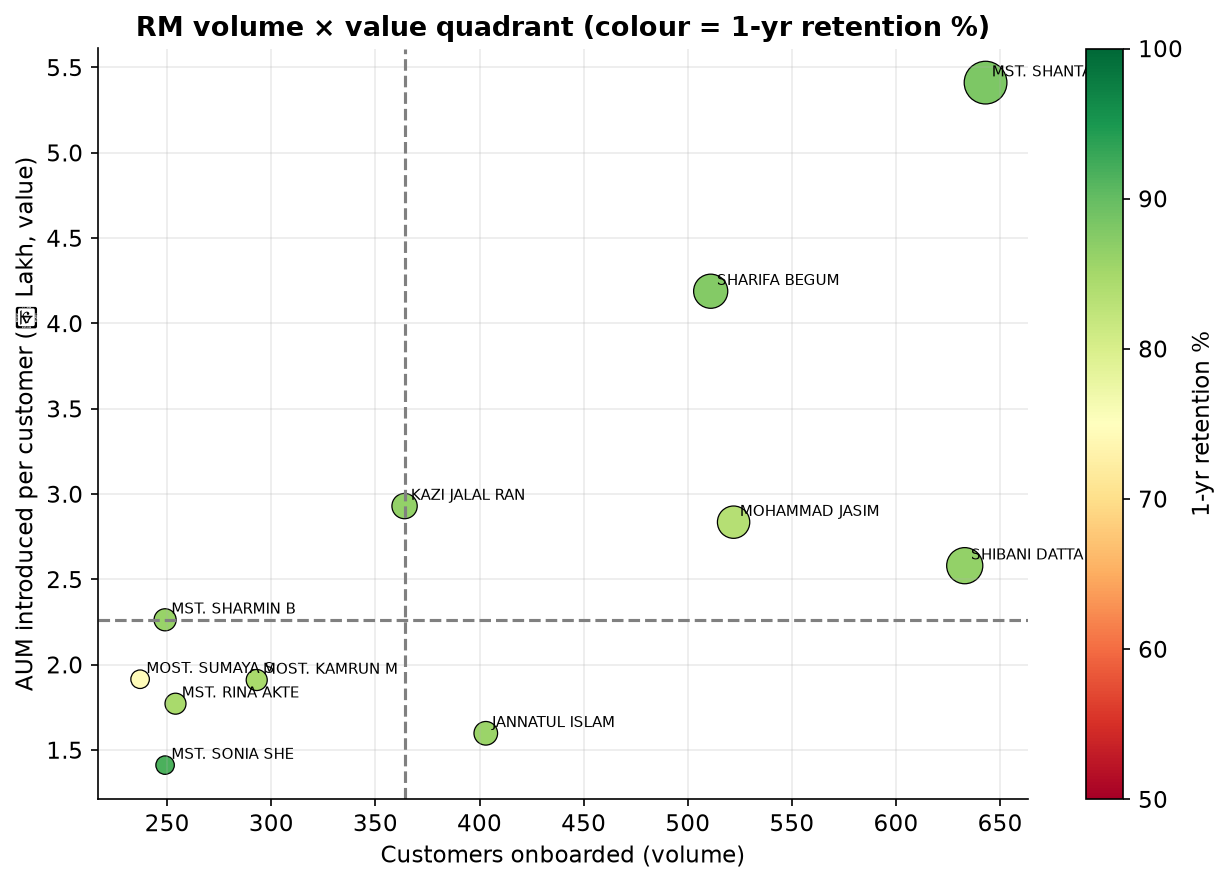 RM volume × value quadrant (colour = 1-yr retention %)
AUM introduced per customer ( Lakh, value)
5.5
5.0
4.5
4.0
3.5
3.0
2.5
2.0
1.5
MST. SHANTA
SHARIFA BEGUM
KAZI JALAL RAN
MOHAMMAD JASIM
SHIBANI DATTA
MST. SHARMIN B
MOST. SUMAYA S
MOST. KAMRUN M
MST. RINA AKTE
JANNATUL ISLAM
MST. SONIA SHE
250 300 350 400 450 500 550 600 650
Customers onboarded (volume)
100
90
80
70
60
50
1-yr retention %